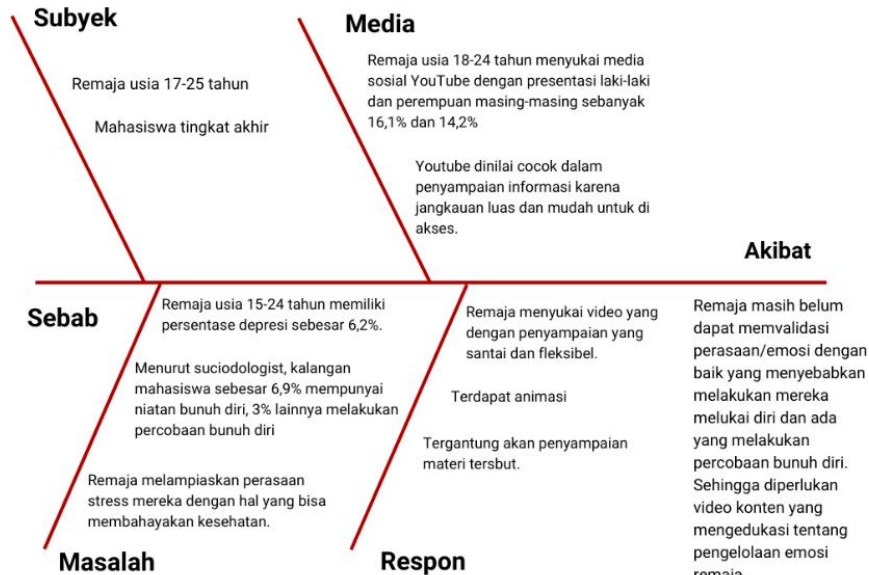 Subyek
Remaja usia 17-25 tahun
Mahasiswa tingkat akhir
Media
Remaja usia 18-24 tahun menyukai media
sosial YouTube dengan presentasi laki-laki
dan perempuan masing-masing sebanyak
16,1% dan 14,2%
Youtube dinilai cocok dalam
penyampaian informasi karena
jangkauan luas dan mudah untuk di
akses.
Sebab
Remaja usia 15-24 tahun memiliki
persentase depresi sebesar 6,2%.
Menurut suciodologist, kalangan
mahasiswa sebesar 6,9% mempunyai
niatan bunuh diri, 3% lainnya melakukan
percobaan bunuh diri
Remaja melampiaskan perasaan
stress mereka dengan hal yang bisa
membahayakan kesehatan.
Masalah
Remaja menyukai video yang
dengan penyampaian yang
santai dan fleksibel.
Terdapat animasi
Tergantung akan penyampaian
materi tersbut.
Respon
Akibat
Remaja masih belum
dapat memvalidasi
perasaan/emosi dengan
baik yang menyebabkan
melakukan mereka
melukai diri dan ada
yang melakukan
percobaan bunuh diri.
Sehingga diperlukan
video konten yang
mengedukasi tentang
pengelolaan emosi
remaja